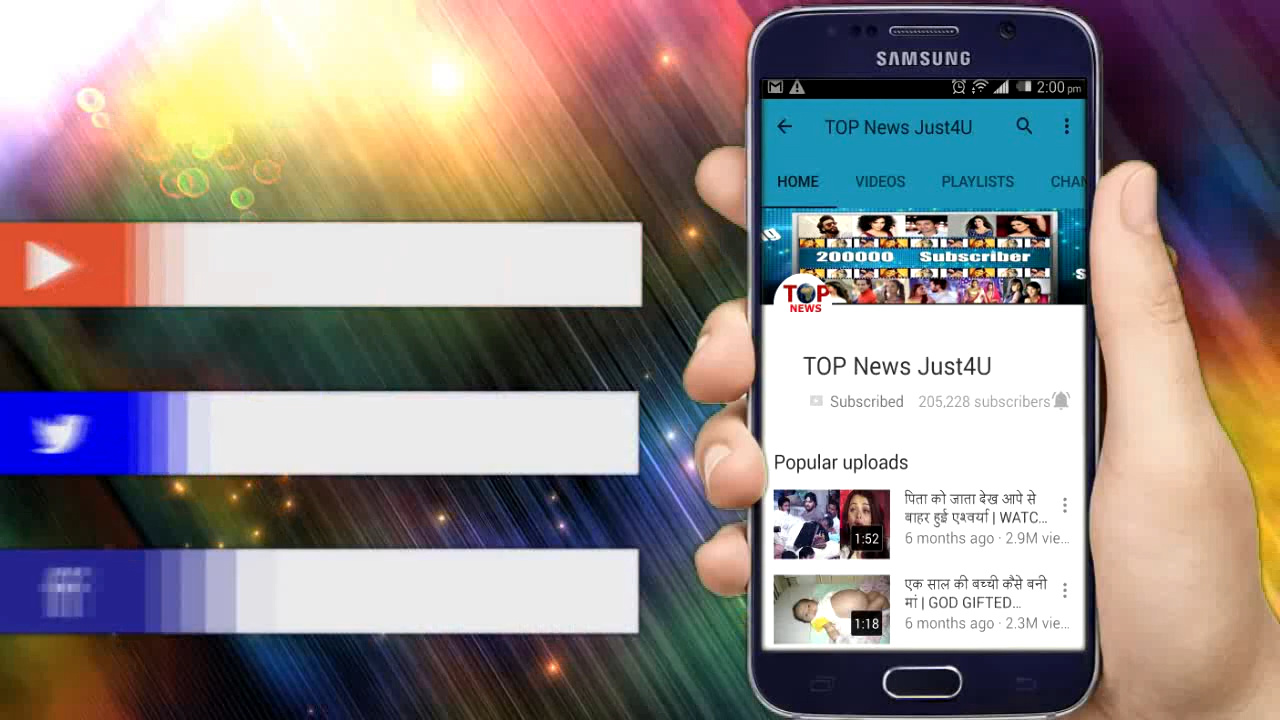 SAMSUNG
2:00 pm
TOP News Just4U
HOME VIDEOS PLAYLISTS CHAN
200000 Subscriber
TOP
NEWS
TOP News Just4U
Subscribed 205,228 subscribers
Popular uploads
पिता को जाता देख आपे से
बाहर हुई एश्वर्या | WATC...
6 months ago · 2.9M vie...
1:52
एक साल की बच्ची कैसे बनी
मां | GOD GIFTED...
6 months ago · 2.3M vie...
1:18